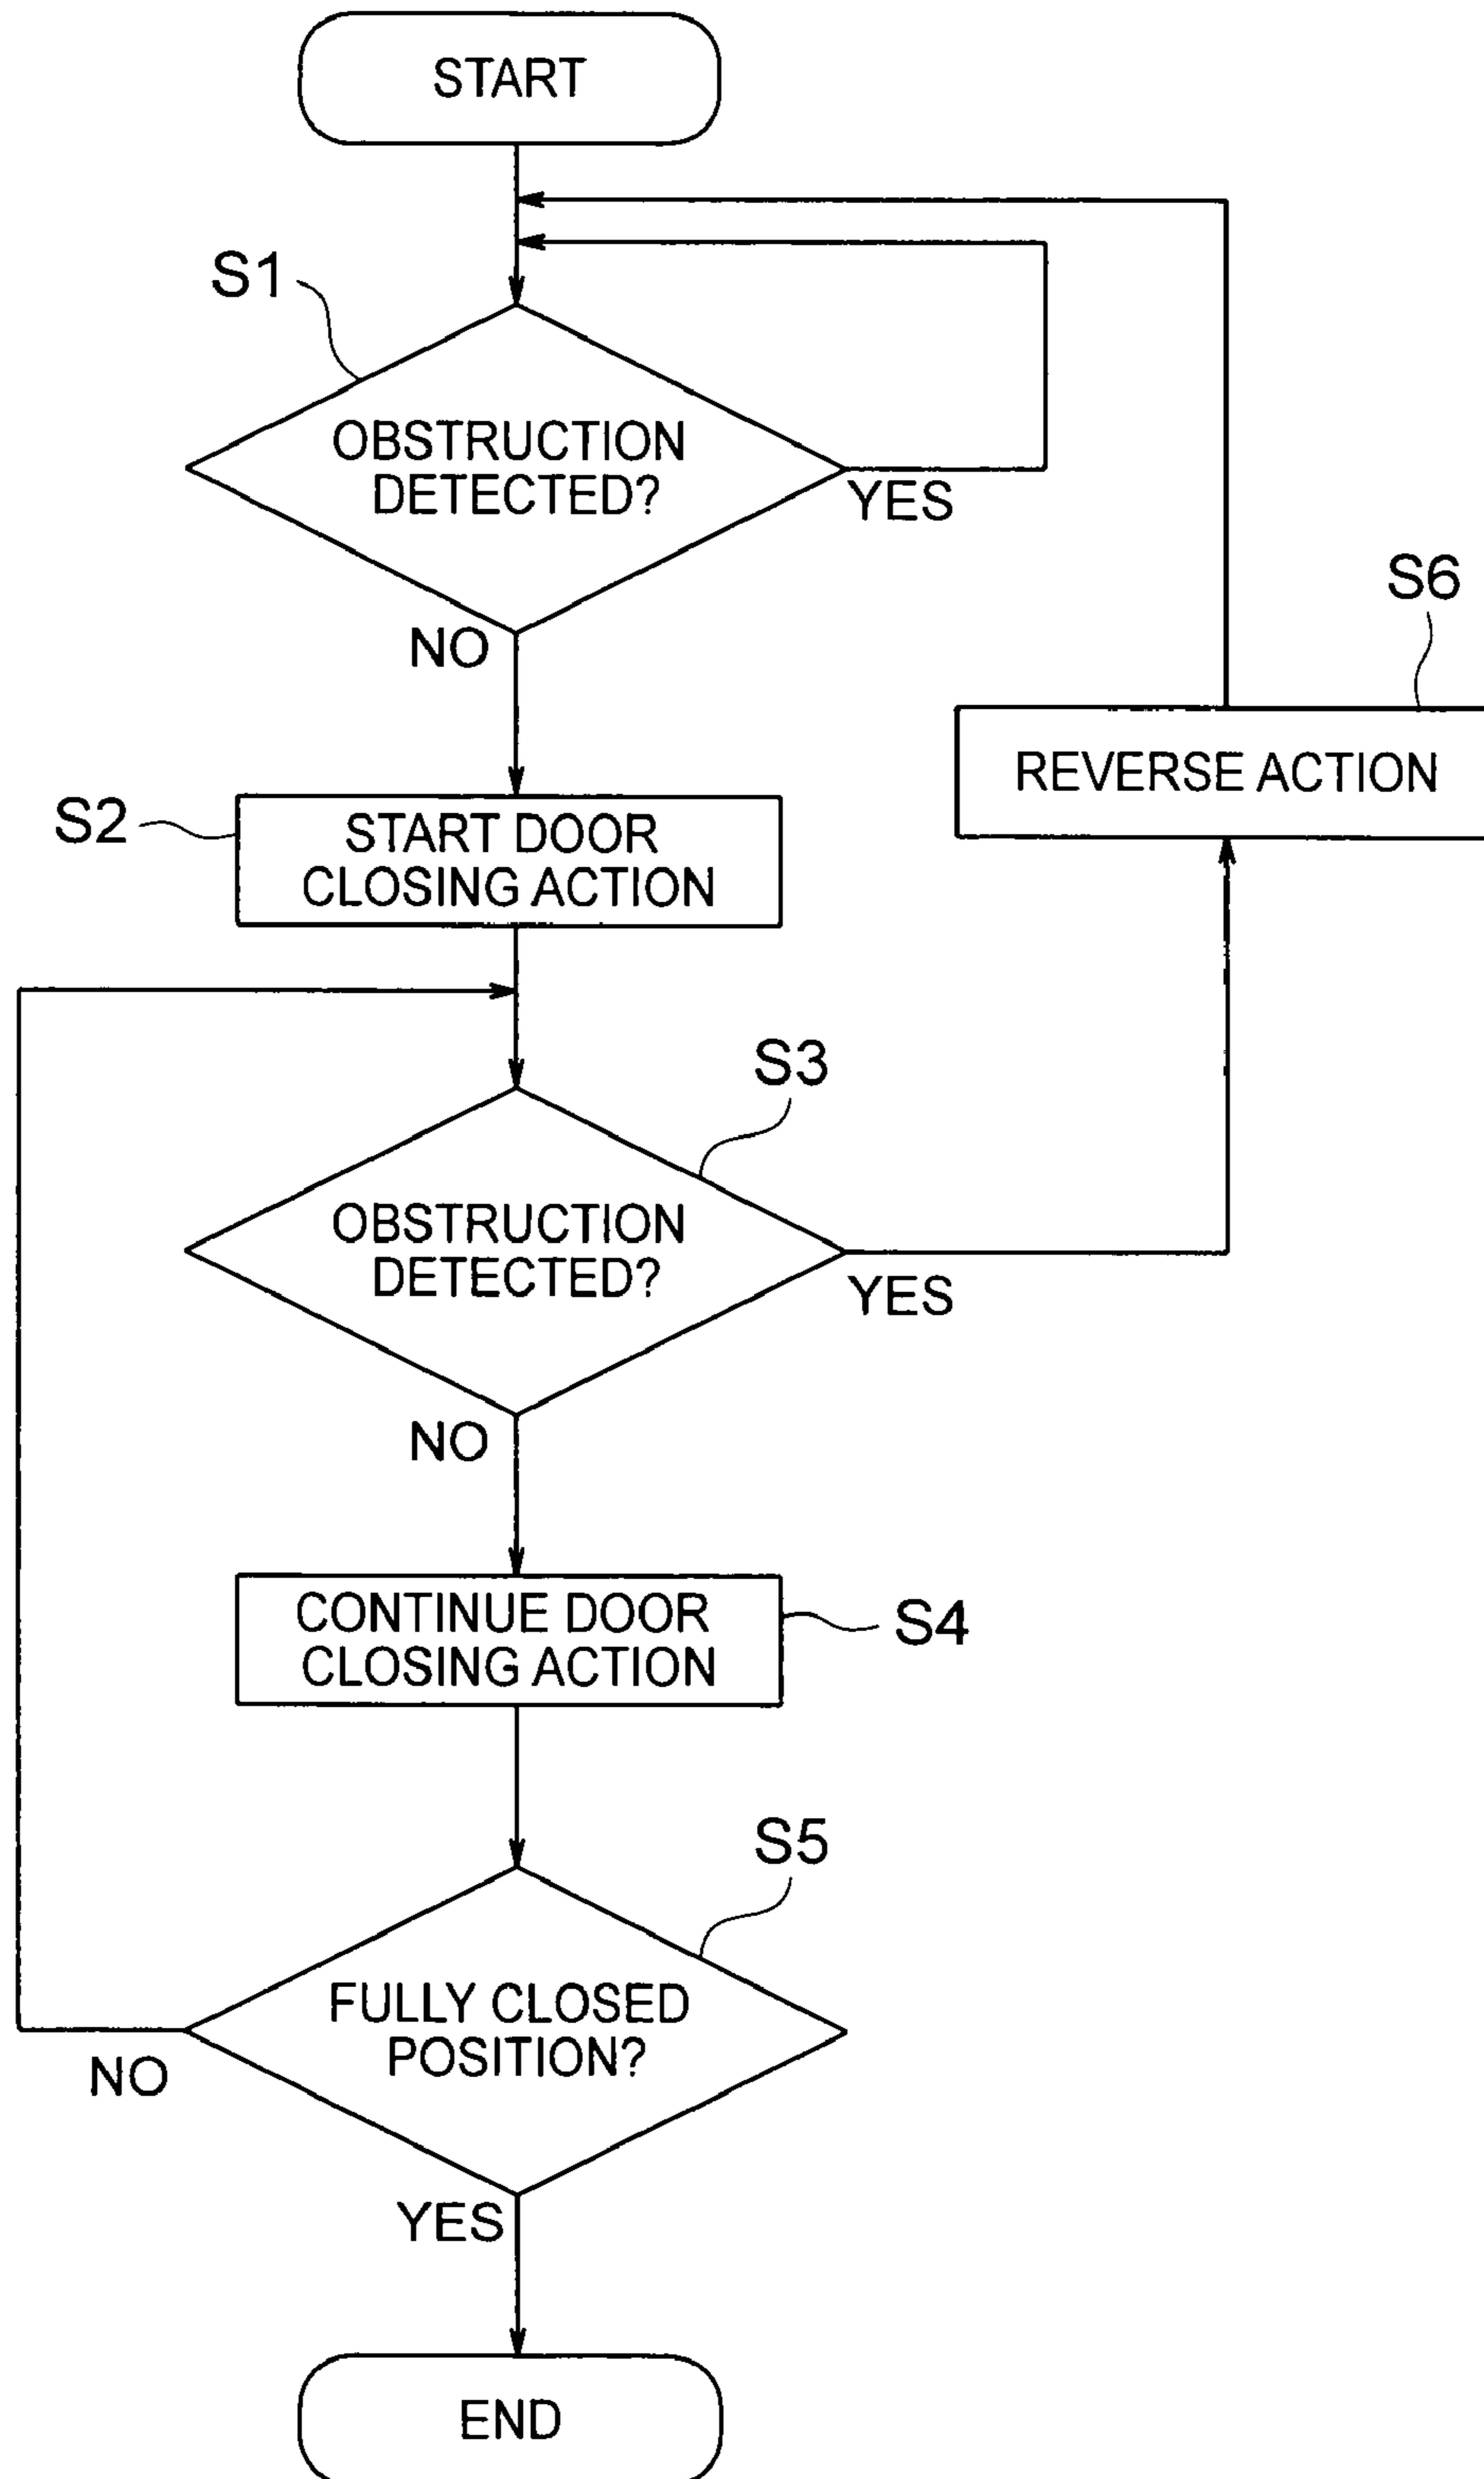 START
S1
OBSTRUCTION
DETECTED?
YES
NO
S6
REVERSE ACTION
S2
START DOOR
CLOSING ACTION
S3
OBSTRUCTION
DETECTED?
YES
NO
CONTINUE DOOR
CLOSING ACTION
S4
S5
FULLY CLOSED
POSITION?
NO
YES
END